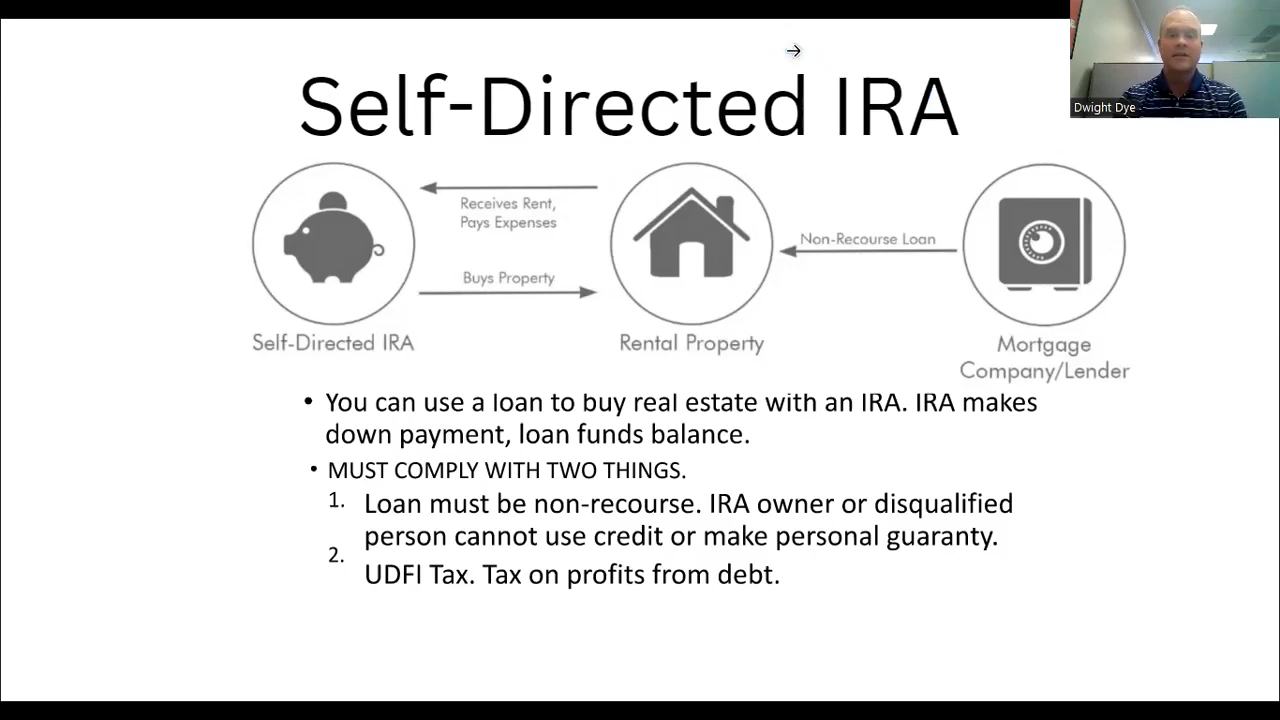 Self-Directed IRA
Dwight Dye
Receives Rent,
Pays Expenses
Buys Property
Non-Recourse Loan
Self-Directed IRA
Rental Property
Mortgage
Company/Lender
• You can use a loan to buy real estate with an IRA. IRA makes
down payment, loan funds balance.
• MUST COMPLY WITH TWO THINGS.
1. Loan must be non-recourse. IRA owner or disqualified
person cannot use credit or make personal guaranty.
2. UDFI Tax. Tax on profits from debt.